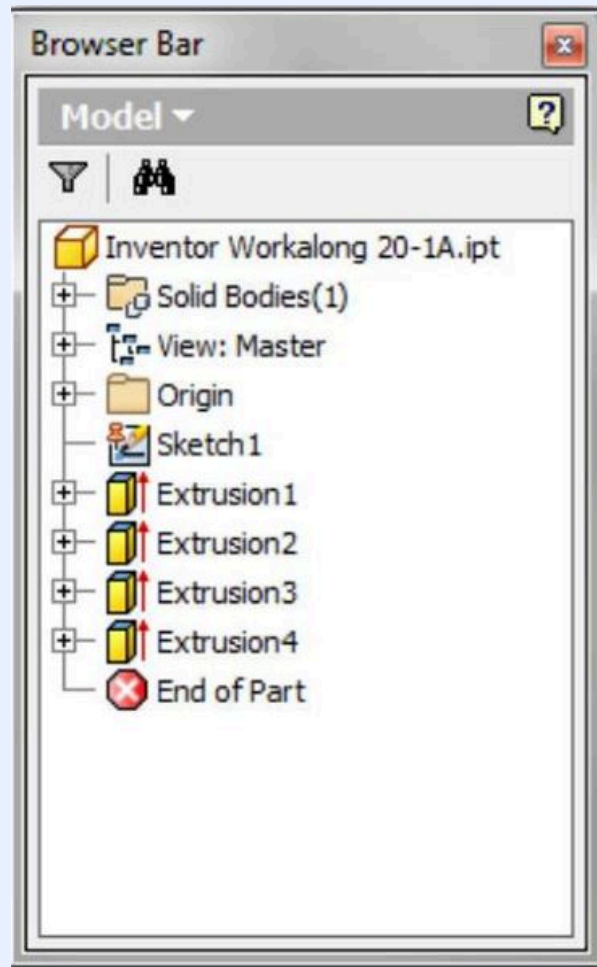 Browser Bar
Model
Inventor Workalong 20-1A.ipt
Solid Bodies(1)
View: Master
Origin
Sketch1
Extrusion1
Extrusion2
Extrusion3
Extrusion4
End of Part